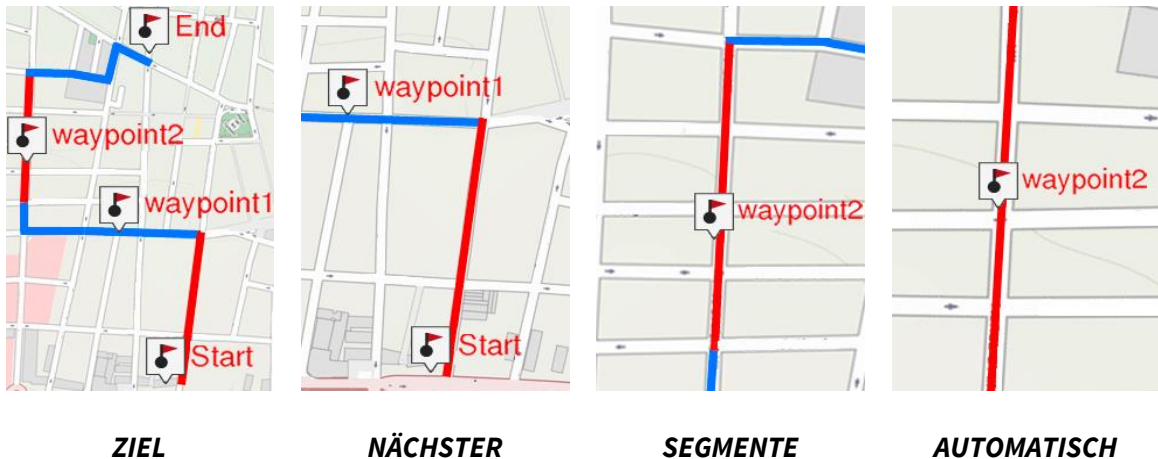 End
waypoint2
waypoint1
Start
waypoint1
Start
waypoint2
waypoint2
ZIEL
NÄCHSTER
SEGMENTE
AUTOMATISCH